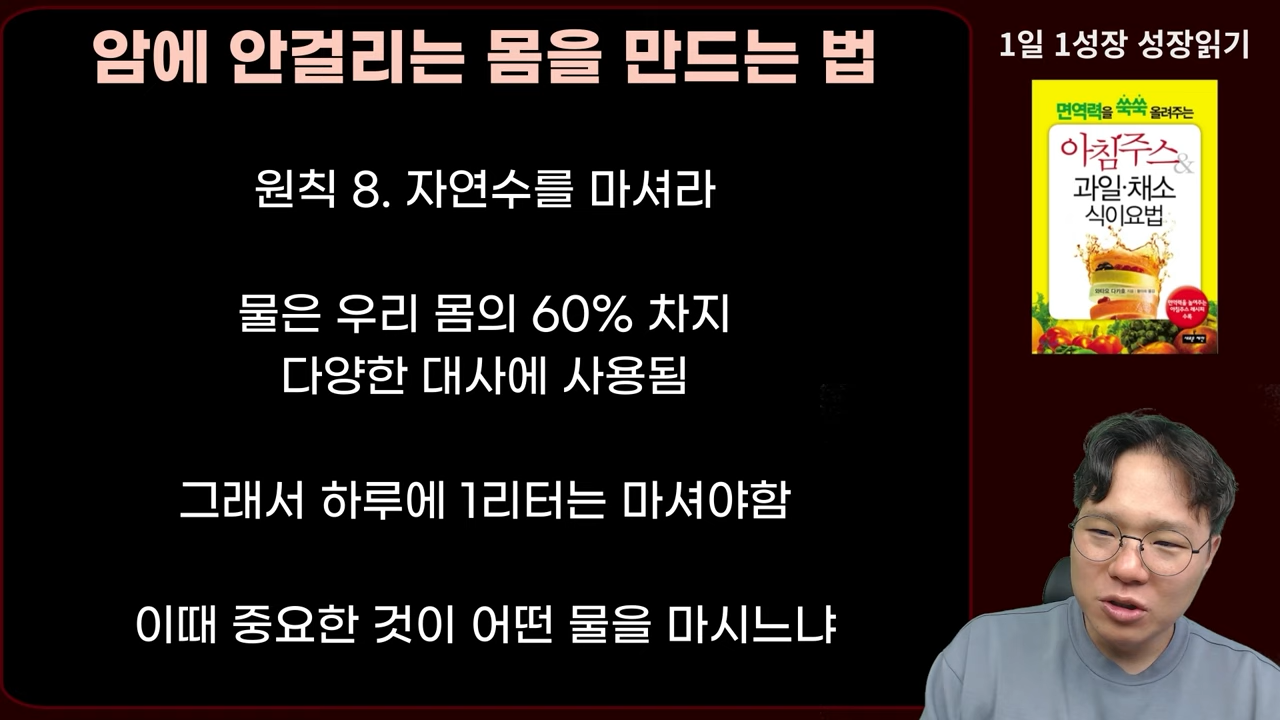 암에 안걸리는 몸을 만드는 법
원칙 8. 자연수를 마셔라
물은 우리 몸의 60% 차지
다양한 대사에 사용됨
그래서 하루에 1리터는 마셔야함
이때 중요한 것이 어떤 물을 마시느냐
1일 1성장 성장읽기
면역력을 쑥쑥 올려주는
아침주스
&
과일·채소
식이요법